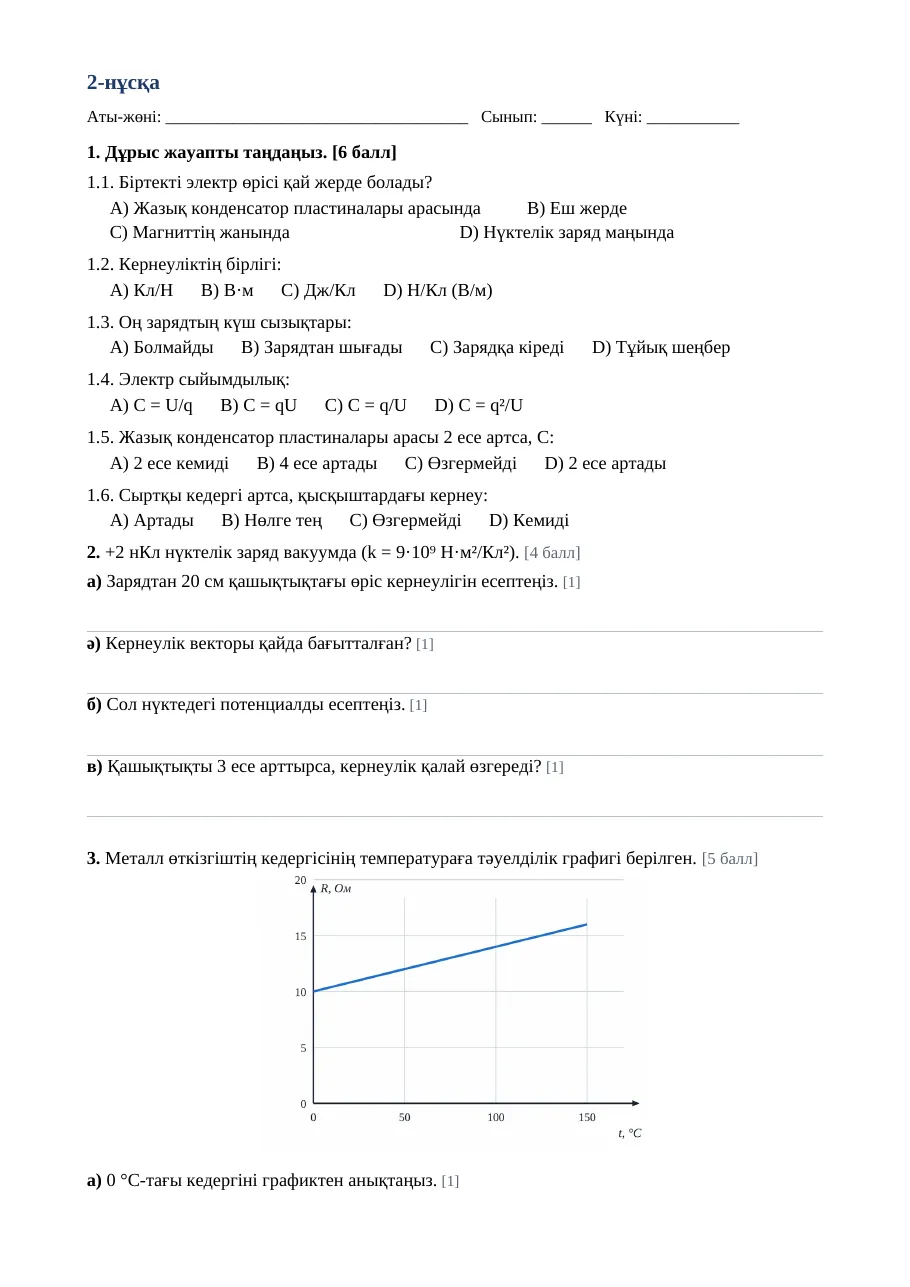 2-нұсқа
Аты-жөні: ____________________________________ Сынып: ______ Күні: ___________
1. Дұрыс жауапты таңдаңыз. [6 балл]
1.1. Біртекті электр өрісі қай жерде болады?
A) Жазық конденсатор пластиналары арасында B) Еш жерде
C) Магниттің жанында D) Нүктелік заряд маңында
1.2. Кернеуліктің бірлігі:
A) Кл/Н B) В·м C) Дж/Кл D) Н/Кл (В/м)
1.3. Оң зарядтың күш сызықтары:
A) Болмайды B) Зарядтан шығады C) Зарядқа кіреді D) Тұйық шеңбер
1.4. Электр сыйымдылық:
A) C = U/q B) C = qU C) C = q/U D) C = q²/U
1.5. Жазық конденсатор пластиналары арасы 2 есе артса, C:
A) 2 есе кемиді B) 4 есе артады C) Өзгермейді D) 2 есе артады
1.6. Сыртқы кедергі артса, қысқыштардағы кернеу:
A) Артады B) Нөлге тең C) Өзгермейді D) Кемиді
2. +2 нКл нүктелік заряд вакуумда (k = 9·10⁹ Н·м²/Кл²). [4 балл]
а) Зарядтан 20 см қашықтықтағы өріс кернеулігін есептеңіз. [1]
ә) Кернеулік векторы қайда бағытталған? [1]
б) Сол нүктедегі потенциалды есептеңіз. [1]
в) Қашықтықты 3 есе арттырса, кернеулік қалай өзгереді? [1]
3. Металл өткізгіштің кедергісінің температураға тәуелділік графигі берілген. [5 балл]
20
R, Ом
15
10
5
0
0 50 100 150
t, °C
а) 0 °C-тағы кедергіні графиктен анықтаңыз. [1]